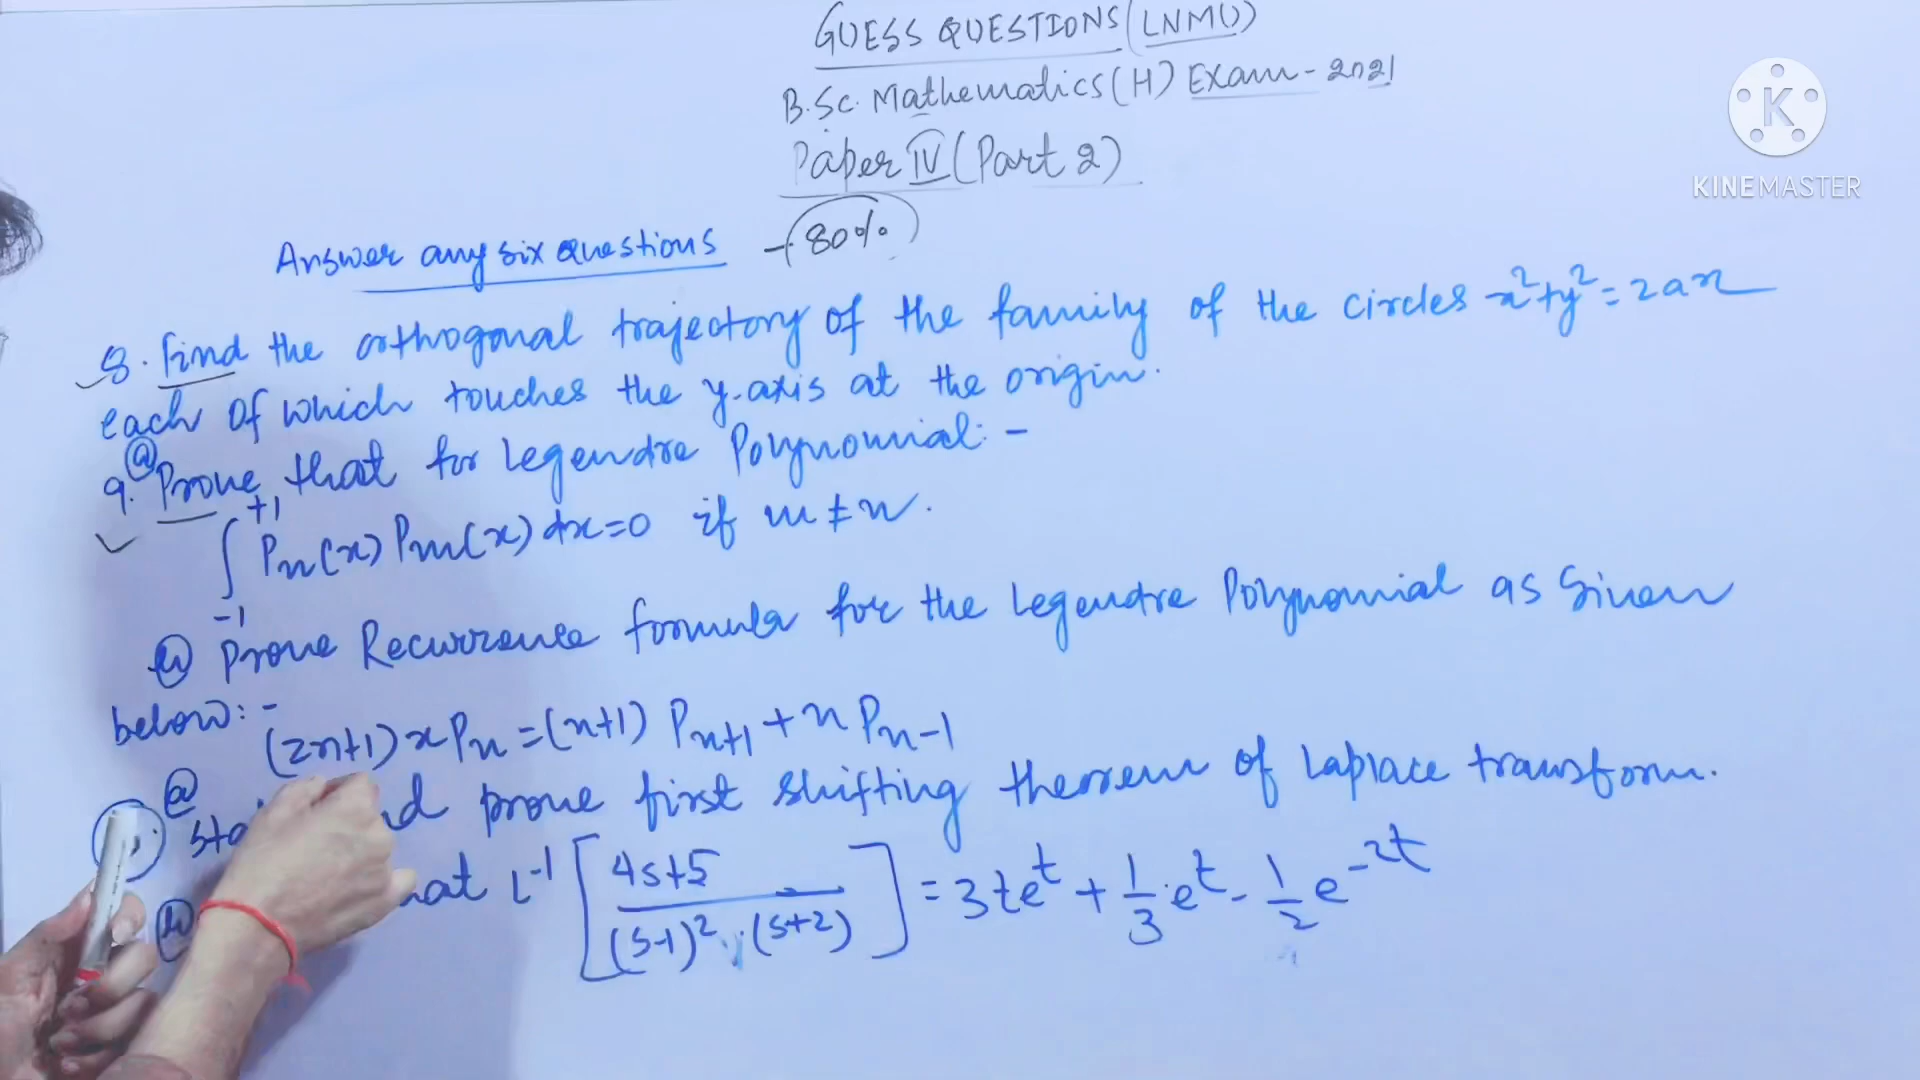 GUESS QUESTIONS (LNMU)
B.Sc. Mathematics (H) Exam - 2021
Paper IV (Part 2)
Answer any six questions - 80%
8. Find the orthogonal trajectory of the family of the circles x²+y²=2ax
each of which touches the y-axis at the origin.
9. (a) Prove that for Legendre Polynomial: -
∫₋₁⁺¹ Pn(x) Pm(x) dx = 0 if m ≠ n.
(b) Prove Recurrence formula for the Legendre Polynomial as Given
below: -
(2n+1) x Pn = (n+1) Pn+1 + n Pn-1
(a) prove first shifting theorem of Laplace transform.
(b) L⁻¹ [ 4s+5 / (s-1)² . (s+2) ] = 3te^t + 1/3 . e^t - 1/2 e^-2t
K
KINEMASTER